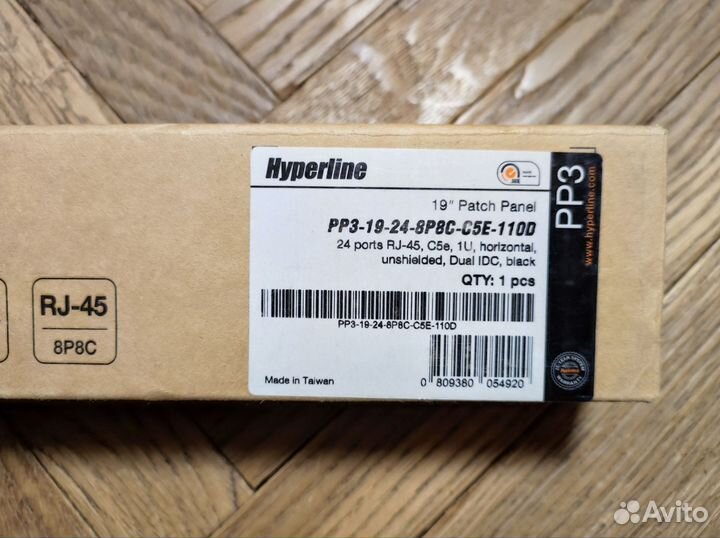 Hyperline
19" Patch Panel
PP3-19-24-8P8C-C5E-110D
24 ports RJ-45, C5e, 1U, horizontal,
unshielded, Dual IDC, black
QTY: 1 pcs
PP3-19-24-8P8C-C5E-110D
Made in Taiwan
0 809380 054920
PP3
www.hyperline.com
RJ-45
8P8C
Avito